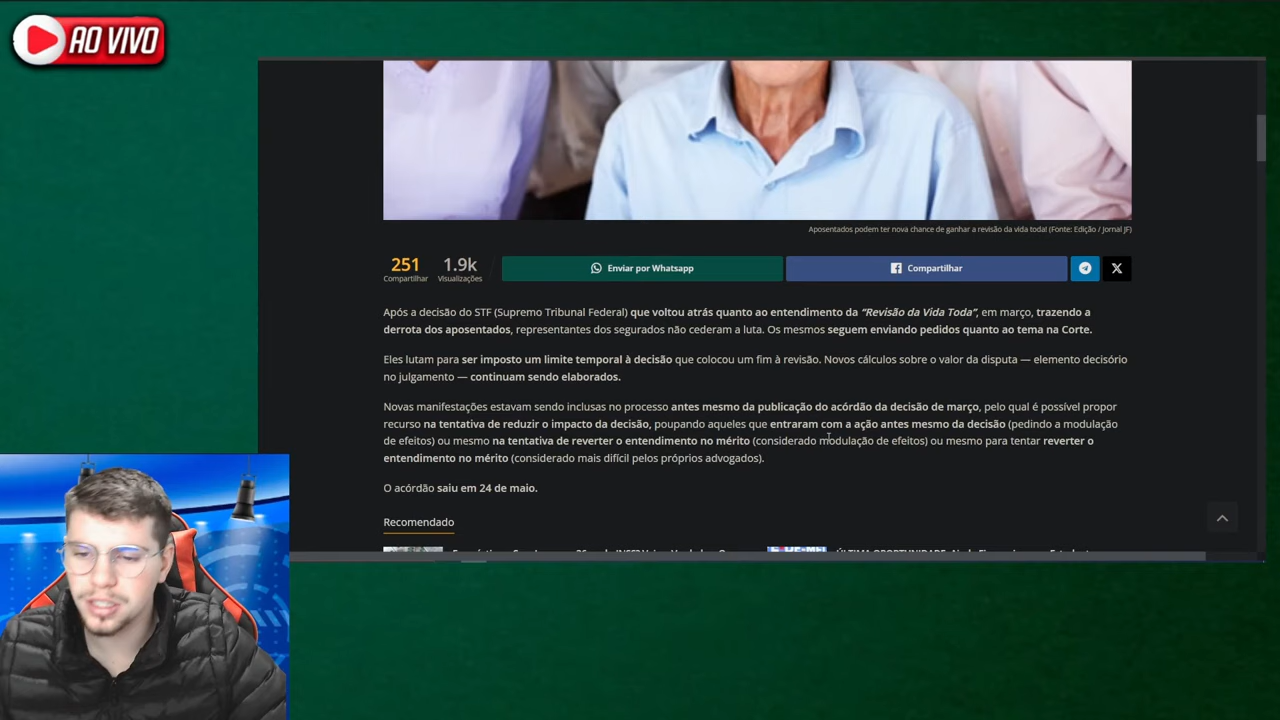 AO VIVO
Aposentados podem ter nova chance de ganhar a revisão da vida toda! (Fonte: Edição / Jornal JF)
251
Compartilhar
1.9k
Visualizações
Enviar por Whatsapp
Compartilhar
Após a decisão do STF (Supremo Tribunal Federal) que voltou atrás quanto ao entendimento da “Revisão da Vida Toda”, em março, trazendo a
derrota dos aposentados, representantes dos segurados não cederam a luta. Os mesmos seguem enviando pedidos quanto ao tema na Corte.
Eles lutam para ser imposto um limite temporal à decisão que colocou um fim à revisão. Novos cálculos sobre o valor da disputa — elemento decisório
no julgamento — continuam sendo elaborados.
Novas manifestações estavam sendo inclusas no processo antes mesmo da publicação do acórdão da decisão de março, pelo qual é possível propor
recurso na tentativa de reduzir o impacto da decisão, poupando aqueles que entraram com a ação antes mesmo da decisão (pedindo a modulação
de efeitos) ou mesmo na tentativa de reverter o entendimento no mérito (considerado modulação de efeitos) ou mesmo para tentar reverter o
entendimento no mérito (considerado mais difícil pelos próprios advogados).
O acórdão saiu em 24 de maio.
Recomendado